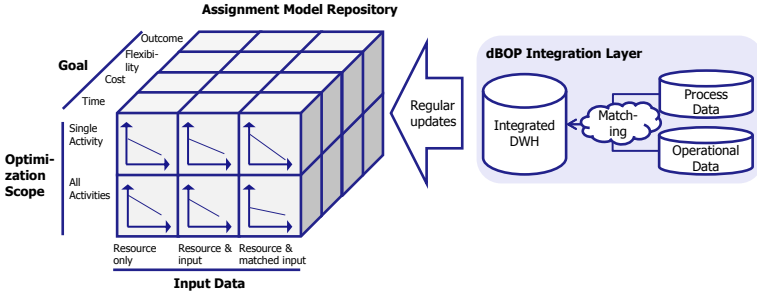 Assignment Model Repository
Goal
Outcome
Flexibi-
lity
Cost
Time
Optimi-
zation
Scope
Single
Activity
All
Activities
Resource
only
Resource &
input
Resource &
matched input
Input Data
Regular
updates
dBOP Integration Layer
Integrated
DWH
Match-
ing
Process
Data
Operational
Data